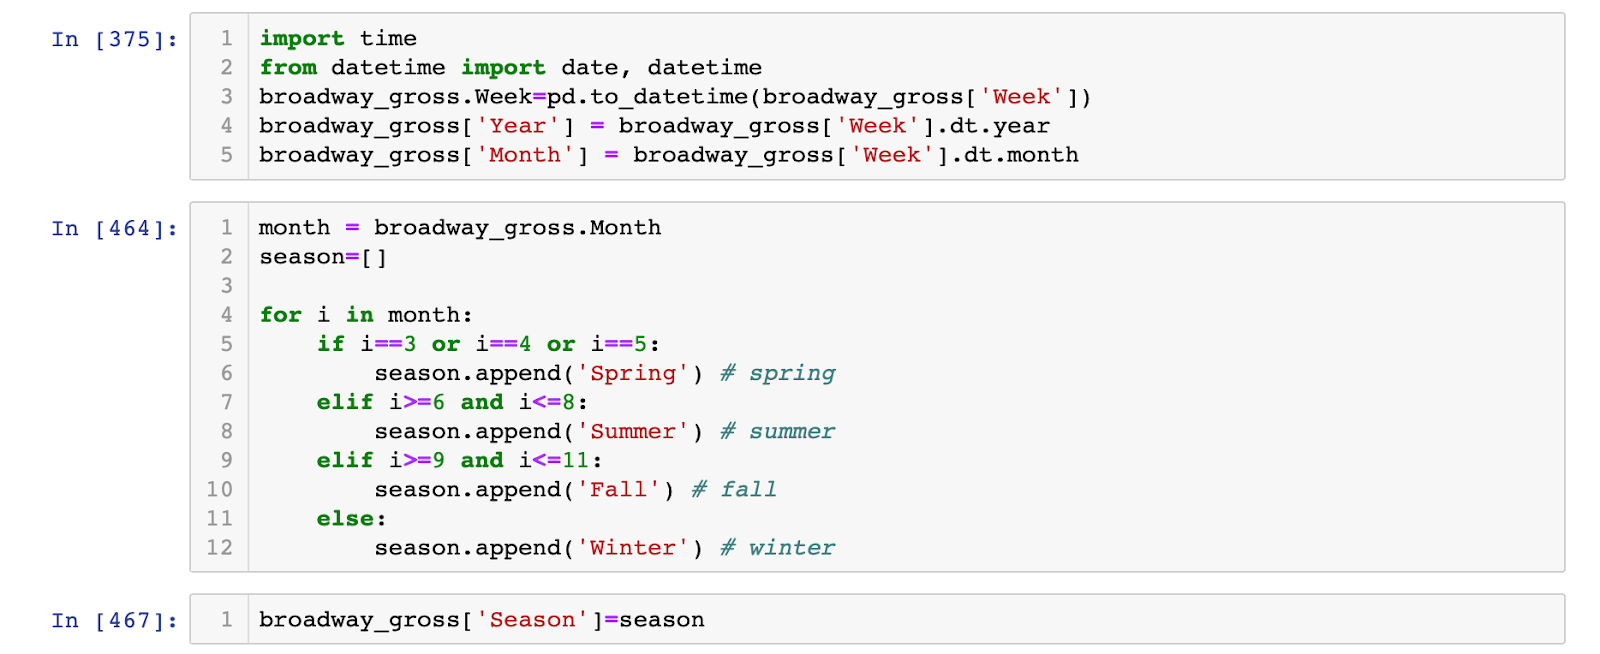 In [375]:
1 import time
2 from datetime import date, datetime
3 broadway_gross.Week=pd.to_datetime(broadway_gross['Week'])
4 broadway_gross['Year'] = broadway_gross['Week'].dt.year
5 broadway_gross['Month'] = broadway_gross['Week'].dt.month
In [464]:
1 month = broadway_gross.Month
2 season=[]
3
4 for i in month:
5     if i==3 or i==4 or i==5:
6         season.append('Spring') # spring
7     elif i>=6 and i<=8:
8         season.append('Summer') # summer
9     elif i>=9 and i<=11:
10         season.append('Fall') # fall
11     else:
12         season.append('Winter') # winter
In [467]:
1 broadway_gross['Season']=season